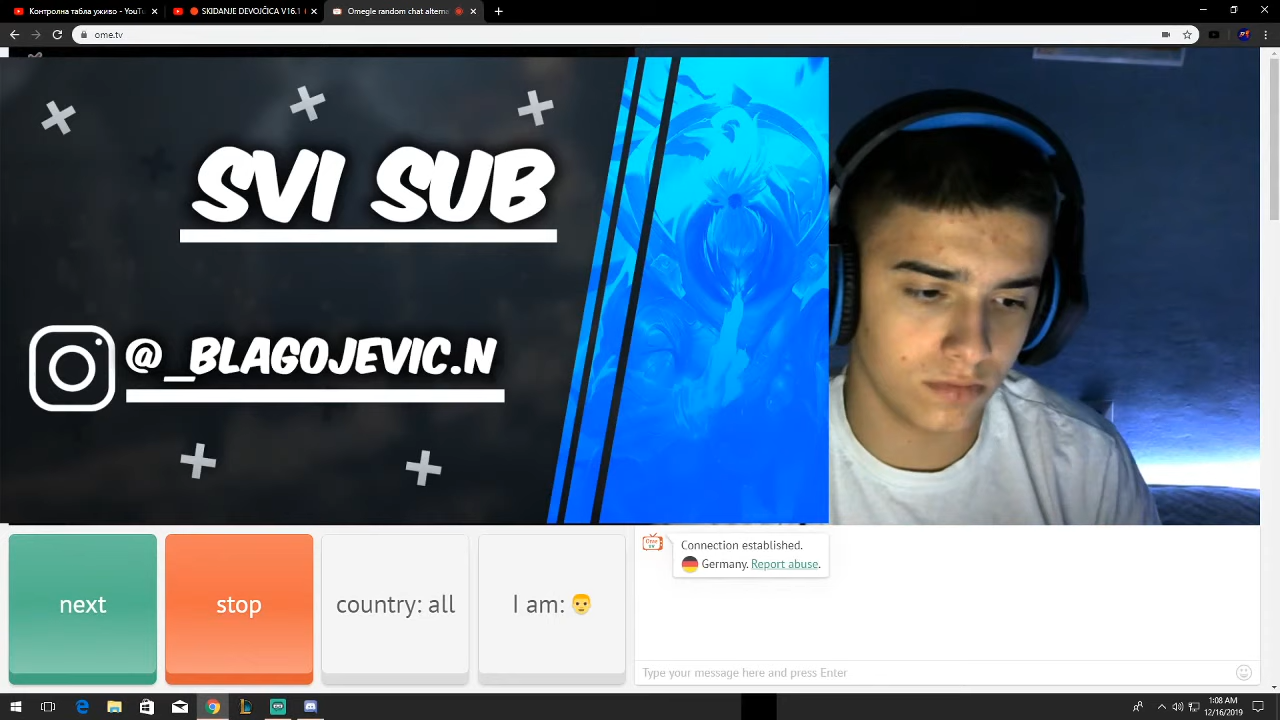 Контролна табла уживо - YouTu
SKIDANJE DEVOJČICA V16.1
Omegle random chat alterna
ome.tv
SVI SUB
@_BLAGOJEVIC.N
next
stop
country: all
I am:
Connection established.
Germany. Report abuse.
Type your message here and press Enter
1:08 AM
12/16/2019